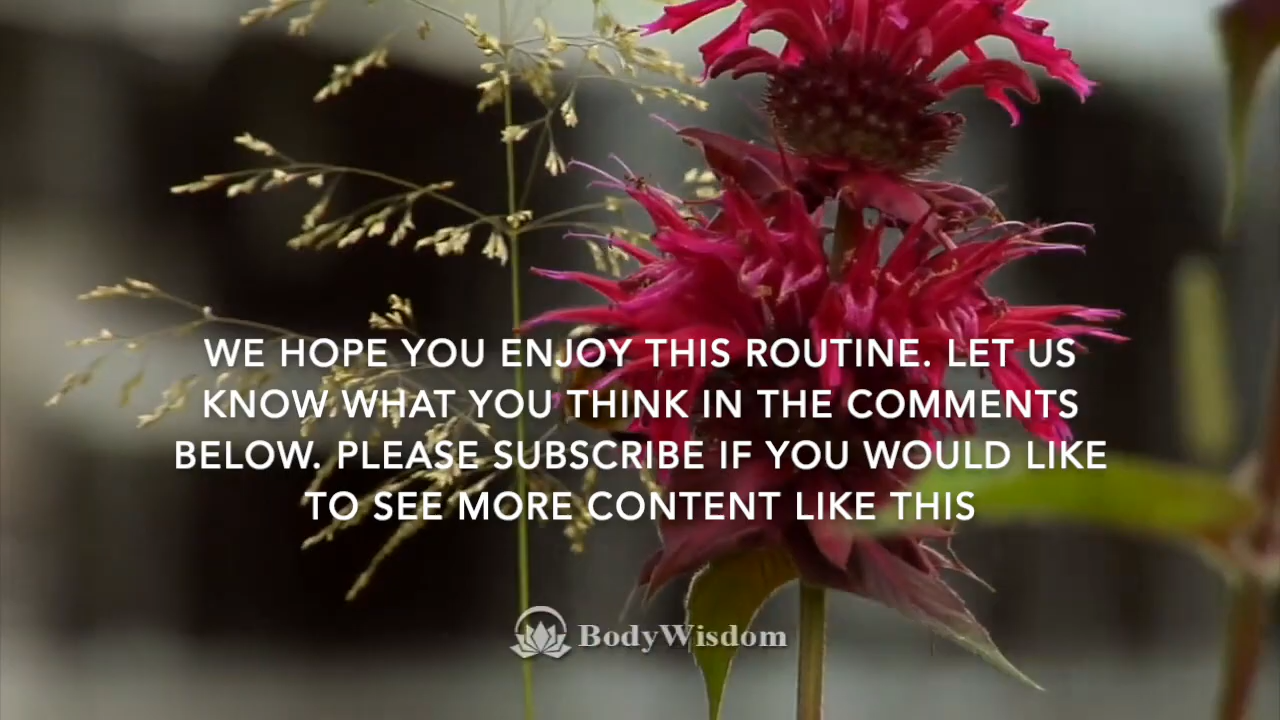 WE HOPE YOU ENJOY THIS ROUTINE. LET US
KNOW WHAT YOU THINK IN THE COMMENTS
BELOW. PLEASE SUBSCRIBE IF YOU WOULD LIKE
TO SEE MORE CONTENT LIKE THIS
BodyWisdom